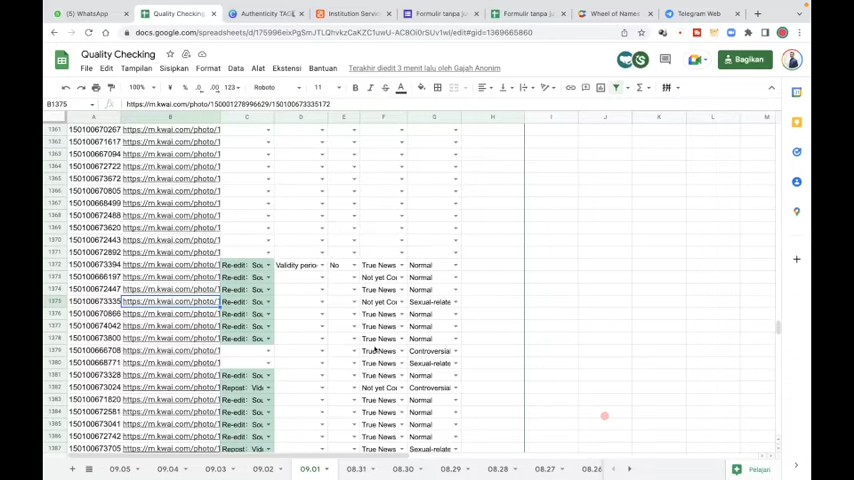 WhatsApp
Quality Checking
Authenticity TAC
Institution Servic
Formulir tanpa ju
Formulir tanpa ju
Wheel of Names
Telegram Web
docs.google.com/spreadsheets/d/175996eixPgSmJTLQhxkZKC1uwU-AC8Oi0rSUv1wI/edit#gid=1369665860
Quality Checking
File Edit Tampilan Sisipkan Format Data Alat Ekstensi Bantuan Terakhir diedit 3 menit lalu oleh Gajah Anonim
Bagikan
100% % .0 .00 123 Roboto 11 B I S A
B1375 https://m.kwai.com/photo/150001278996629/150100673335172
A B C D E F G H I J K L M
1361 150100670267 https://m.kwai.com/photo/1
1362 150100671617 https://m.kwai.com/photo/1
1363 150100667094 https://m.kwai.com/photo/1
1364 150100672722 https://m.kwai.com/photo/1
1365 150100673672 https://m.kwai.com/photo/1
1366 150100670805 https://m.kwai.com/photo/1
1367 150100668499 https://m.kwai.com/photo/1
1368 150100672488 https://m.kwai.com/photo/1
1369 150100673620 https://m.kwai.com/photo/1
1370 150100672443 https://m.kwai.com/photo/1
1371 150100672892 https://m.kwai.com/photo/1
1372 150100673394 https://m.kwai.com/photo/1 Re-edit: Sou Validity perio No True News Normal
1373 150100666197 https://m.kwai.com/photo/1 Re-edit: Sou Not yet Co Normal
1374 150100672447 https://m.kwai.com/photo/1 Re-edit: Sou True News Normal
1375 150100673335 https://m.kwai.com/photo/1 Re-edit: Sou Not yet Co Sexual-relate
1376 150100670866 https://m.kwai.com/photo/1 Re-edit: Sou True News Normal
1377 150100674042 https://m.kwai.com/photo/1 Re-edit: Sou True News Normal
1378 150100673800 https://m.kwai.com/photo/1 Re-edit: Sou True News Normal
1379 150100666708 https://m.kwai.com/photo/1 True News Controversial
1380 150100668771 https://m.kwai.com/photo/1 True News Sexual-relate
1381 150100673328 https://m.kwai.com/photo/1 Re-edit: Sou True News Normal
1382 150100673024 https://m.kwai.com/photo/1 Repost: Vid Not yet Co Controversial
1383 150100671820 https://m.kwai.com/photo/1 Re-edit: Sou True News Normal
1384 150100672581 https://m.kwai.com/photo/1 Re-edit: Sou True News Normal
1385 150100673041 https://m.kwai.com/photo/1 Re-edit: Sou True News Normal
1386 150100672742 https://m.kwai.com/photo/1 Re-edit: Sou True News Normal
1387 150100673705 https://m.kwai.com/photo/1 Repost: Vid True News Normal
09.05 09.04 09.03 09.02 09.01 08.31 08.30 08.29 08.28 08.27 08.26
Pelajari